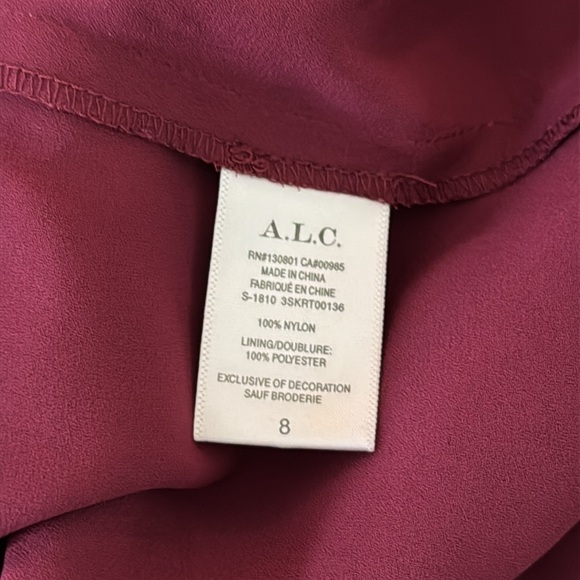 A.L.C.
RN#130801 CA#00985
MADE IN CHINA
FABRIQUÉ EN CHINE
S-1810 3SKRT00136
100% NYLON
LINING/DOUBLURE:
100% POLYESTER
EXCLUSIVE OF DECORATION
SAUF BRODERIE
8